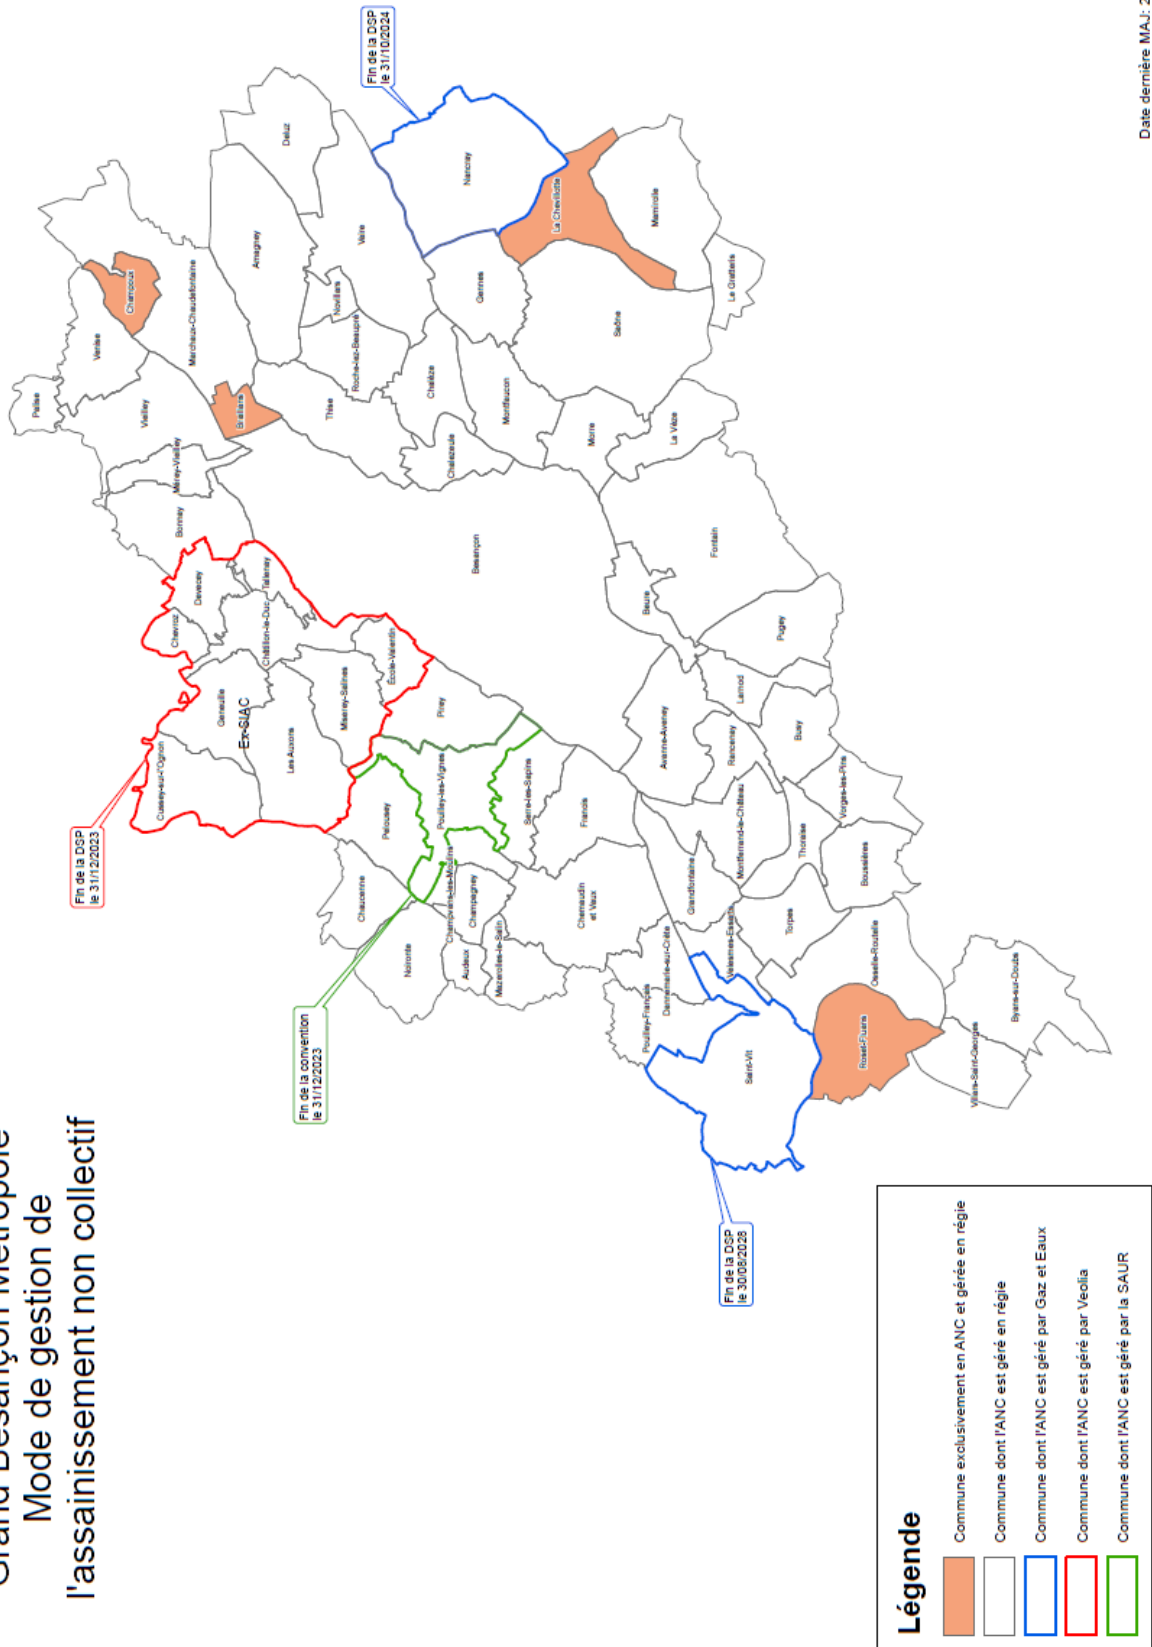 Grand Besançon Métropole
Mode de gestion de
l'assainissement non collectif
Fin de la DSP
le 31/12/2023
Fin de la convention
le 31/12/2023
Fin de la DSP
le 30/08/2028
Fin de la DSP
le 31/10/2024
Palise
Venise
Champoux
Vieilley
Merey-Vieilley
Bonnay
Marchaux-Chaudefontaine
Braillans
Amagney
Deluz
Vaire
Novillars
Roche-lez-Beaupré
Thise
Chalèze
Chalezeule
Montfaucon
Gennes
Nancray
La Chevillotte
Mamirolle
Le Gratteris
Saône
Morre
La Vèze
Fontain
Besançon
Beure
Pugey
Larnod
Busy
Avanne-Aveney
Rancenay
Vorges-les-Pins
Boussières
Thoraise
Montferrand-le-Château
Grandfontaine
Torpes
Velesmes-Essarts
Osselle-Routelle
Byans-sur-Doubs
Villars-Saint-Georges
Roset-Fluans
Saint-Vit
Pouilley-Français
Dannemarie-sur-Crète
Chemaudin
et Vaux
Franois
Serre-les-Sapins
Pirey
Pouilley-les-Vignes
Pelousey
Chaucenne
Noironte
Audeux
Champvans-les-Moulins
Champagney
Mazerolles-le-Salin
Cussey-sur-l'Ognon
Geneuille
Ex-SIAC
Les Auxons
Miserey-Salines
École-Valentin
Châtillon-le-Duc
Tallenay
Devecey
Chevroz
Légende
Commune exclusivement en ANC et gérée en régie
Commune dont l'ANC est géré en régie
Commune dont l'ANC est géré par Gaz et Eaux
Commune dont l'ANC est géré par Veolia
Commune dont l'ANC est géré par la SAUR
Date dernière MAJ: 2